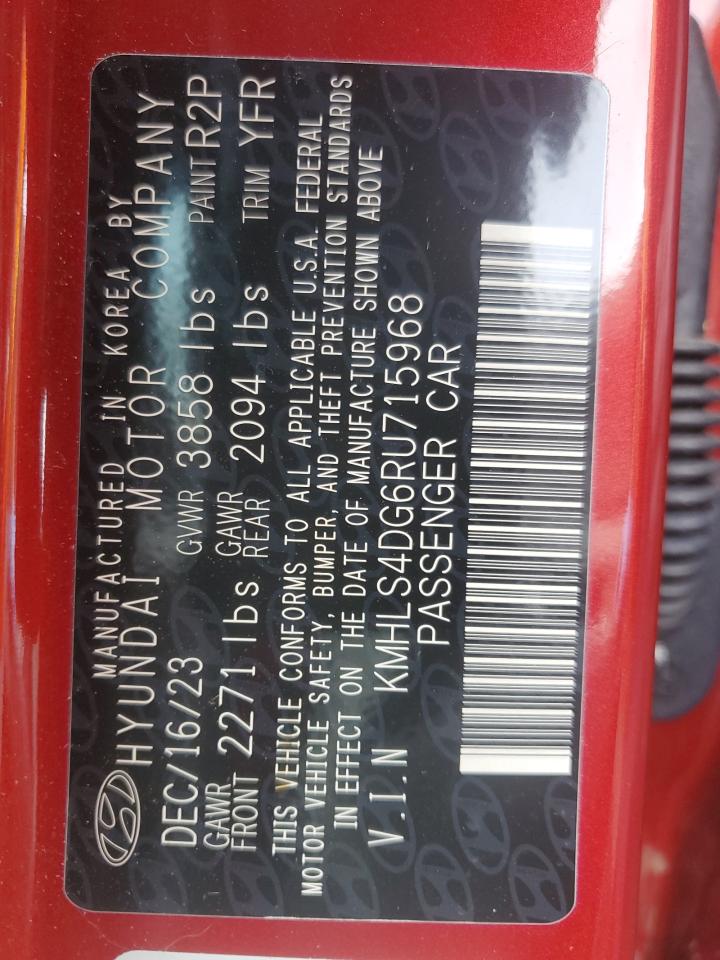 MANUFACTURED IN KOREA BY
HYUNDAI MOTOR COMPANY
DEC/16/23 GVWR 3858 lbs PAINT R2P
GAWR FRONT 2271 lbs GAWR REAR 2094 lbs TRIM YFR
THIS VEHICLE CONFORMS TO ALL APPLICABLE U.S.A. FEDERAL
MOTOR VEHICLE SAFETY, BUMPER, AND THEFT PREVENTION STANDARDS
IN EFFECT ON THE DATE OF MANUFACTURE SHOWN ABOVE
V.I.N KMHLS4DG6RU715968
PASSENGER CAR